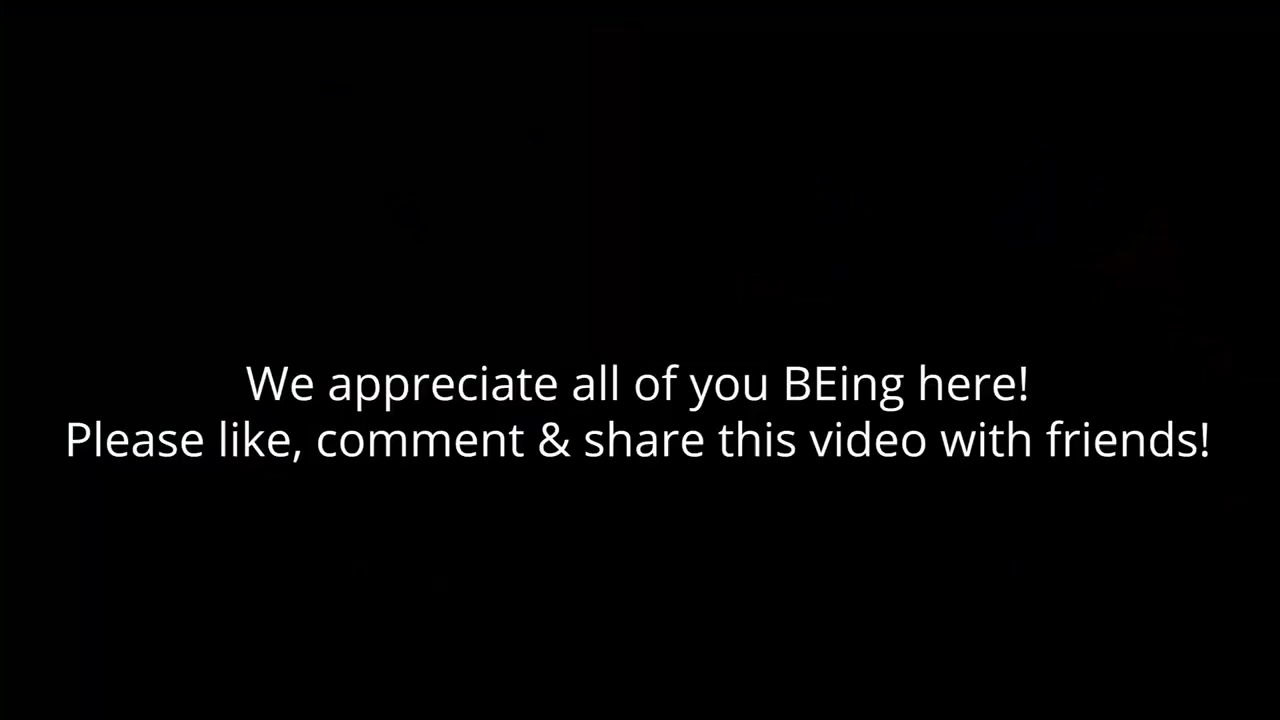 We appreciate all of you BEing here!
Please like, comment & share this video with friends!